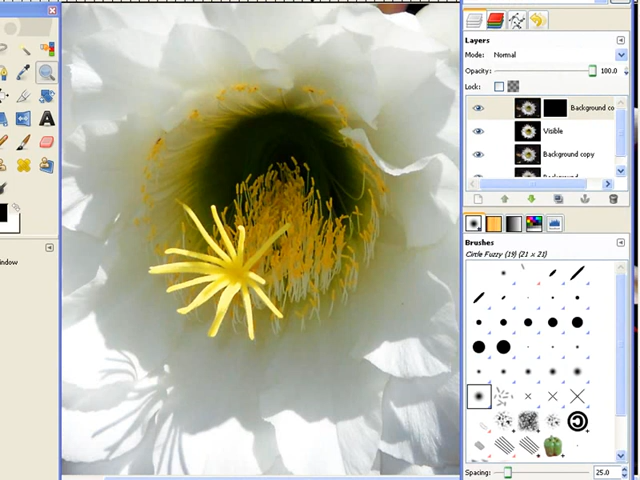 Layers
Mode: Normal
Opacity: 100.0
Lock:
Background co
Visible
Background copy
Background
Brushes
Circle Fuzzy (19) (21 x 21)
indow
Spacing: 25.0